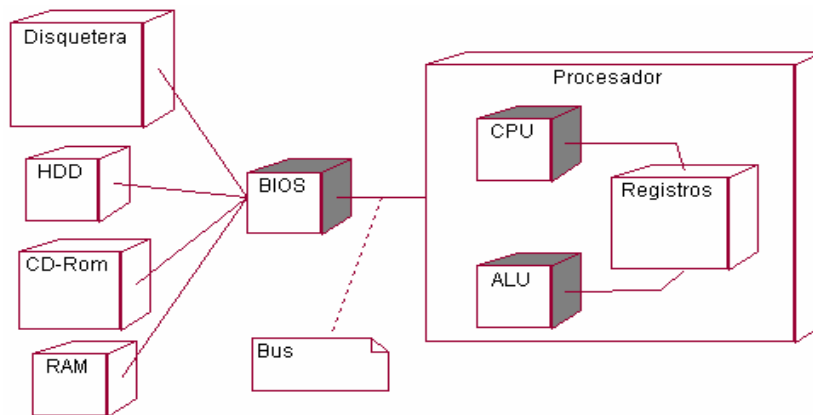 Disquetera
HDD
CD-Rom
RAM
BIOS
Bus
Procesador
CPU
ALU
Registros